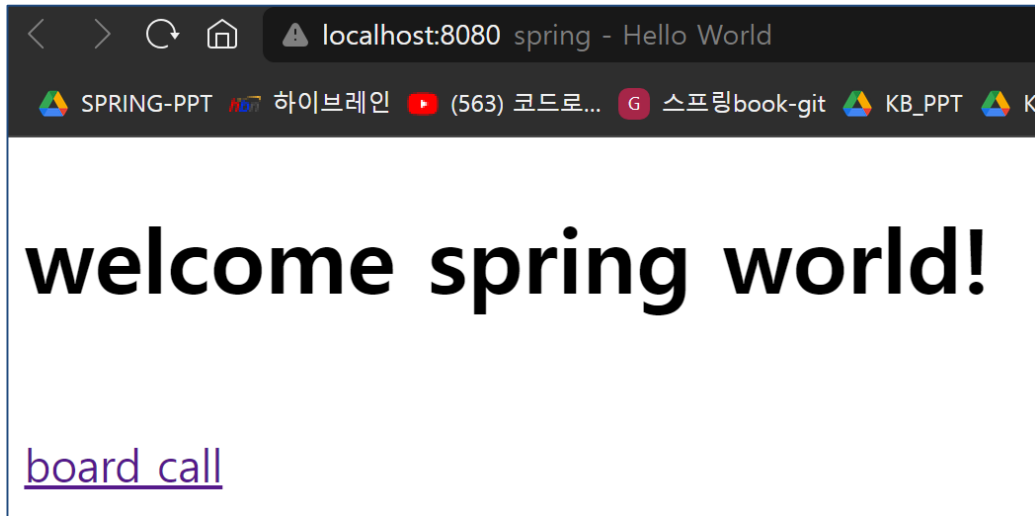 localhost:8080 spring - Hello World
SPRING-PPT hibn 하이브레인 (563) 코드로... G 스프링book-git KB_PPT K
welcome spring world!
board call